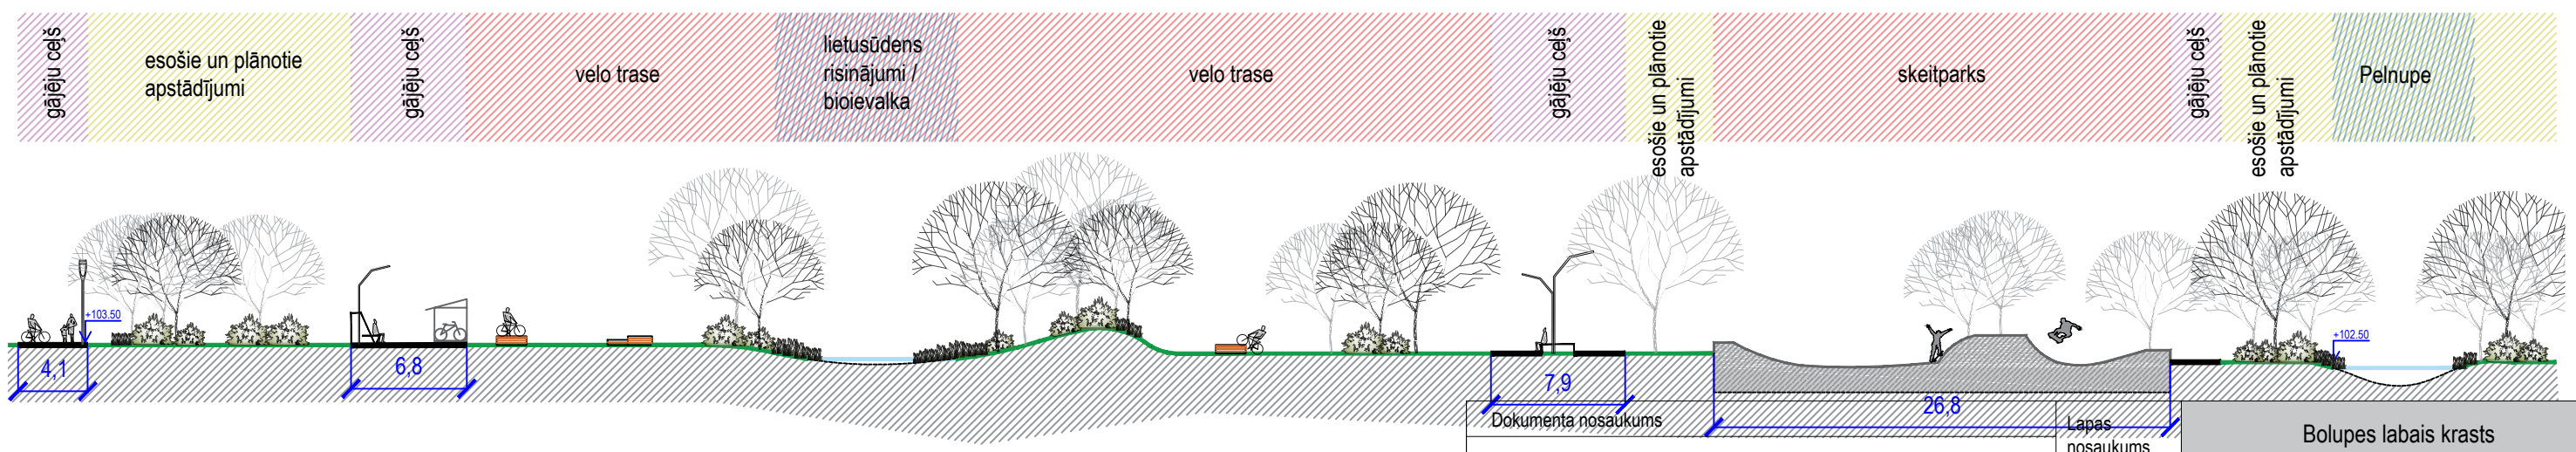 gājēju ceļš
esošie un plānotie
apstādījumi
gājēju ceļš
velo trase
lietusūdens
risinājumi /
bioievalka
velo trase
gājēju ceļš
esošie un plānotie
apstādījumi
skeitparks
gājēju ceļš
esošie un plānotie
apstādījumi
Pelnupe
+103.50
+102.50
4,1
6,8
7,9
26,8
Dokumenta nosaukums
Lapas
nosaukums
Bolupes labais krasts